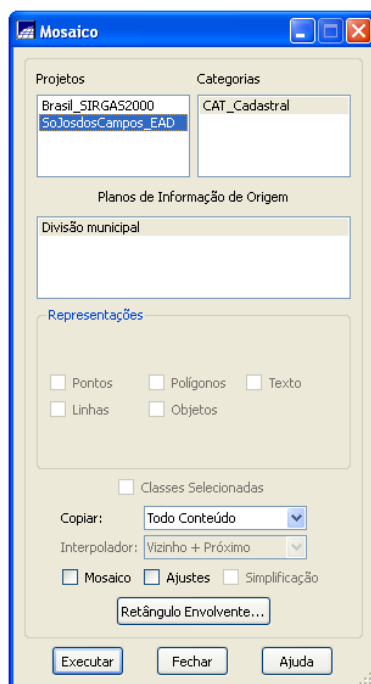 Mosaico
Projetos Categorias
Brasil_SIRGAS2000 CAT_Cadastral
SoJosdosCampos_EAD
Planos de Informação de Origem
Divisão municipal
Representações
Pontos Polígonos Texto
Linhas Objetos
Classes Selecionadas
Copiar: Todo Conteúdo
Interpolador: Vizinho + Próximo
Mosaico Ajustes Simplificação
Retângulo Envolvente...
Executar Fechar Ajuda